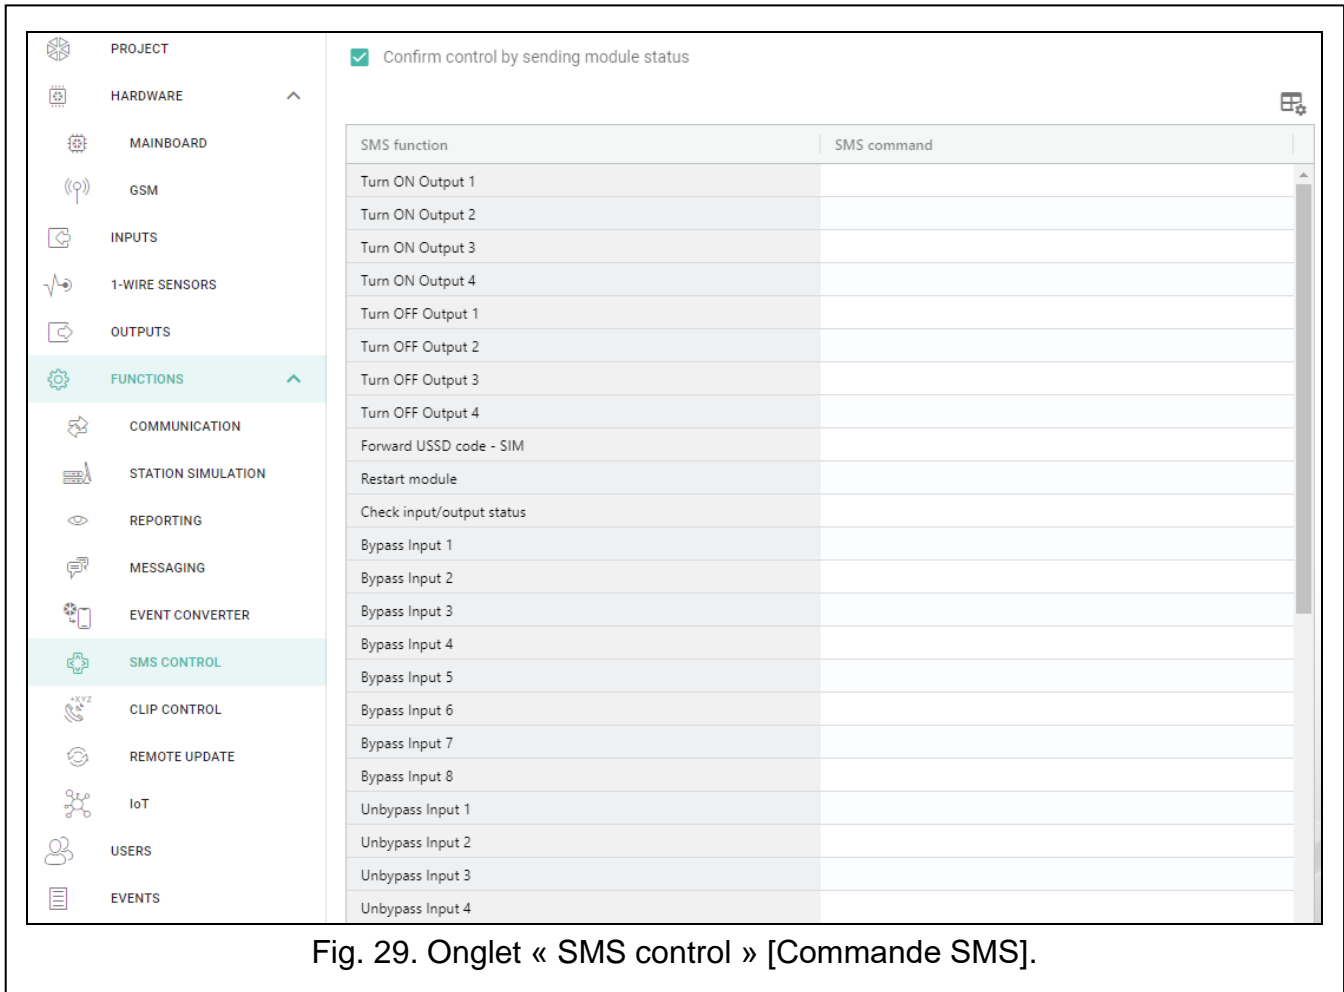 PROJECT
HARDWARE
MAINBOARD
GSM
INPUTS
1-WIRE SENSORS
OUTPUTS
FUNCTIONS
COMMUNICATION
STATION SIMULATION
REPORTING
MESSAGING
EVENT CONVERTER
SMS CONTROL
+XYZ
CLIP CONTROL
REMOTE UPDATE
IoT
USERS
EVENTS
Confirm control by sending module status
SMS function SMS command
Turn ON Output 1
Turn ON Output 2
Turn ON Output 3
Turn ON Output 4
Turn OFF Output 1
Turn OFF Output 2
Turn OFF Output 3
Turn OFF Output 4
Forward USSD code - SIM
Restart module
Check input/output status
Bypass Input 1
Bypass Input 2
Bypass Input 3
Bypass Input 4
Bypass Input 5
Bypass Input 6
Bypass Input 7
Bypass Input 8
Unbypass Input 1
Unbypass Input 2
Unbypass Input 3
Unbypass Input 4
Fig. 29. Onglet « SMS control » [Commande SMS].